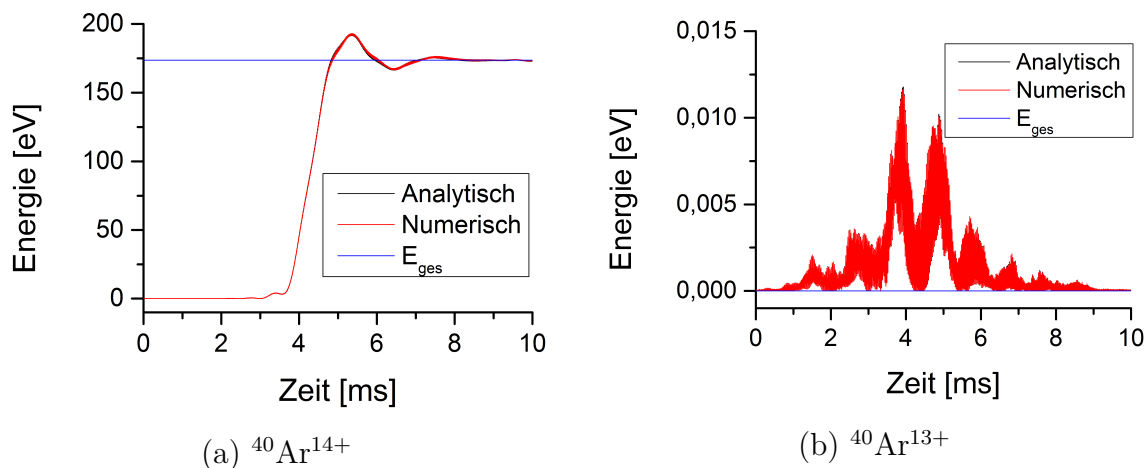 200
150
100
50
0
Energie [eV]
Analytisch
Numerisch
E_ges
0 2 4 6 8 10
Zeit [ms]
(a) ⁴⁰Ar¹⁴⁺
0,015
0,010
0,005
0,000
Energie [eV]
Analytisch
Numerisch
E_ges
0 2 4 6 8 10
Zeit [ms]
(b) ⁴⁰Ar¹³⁺